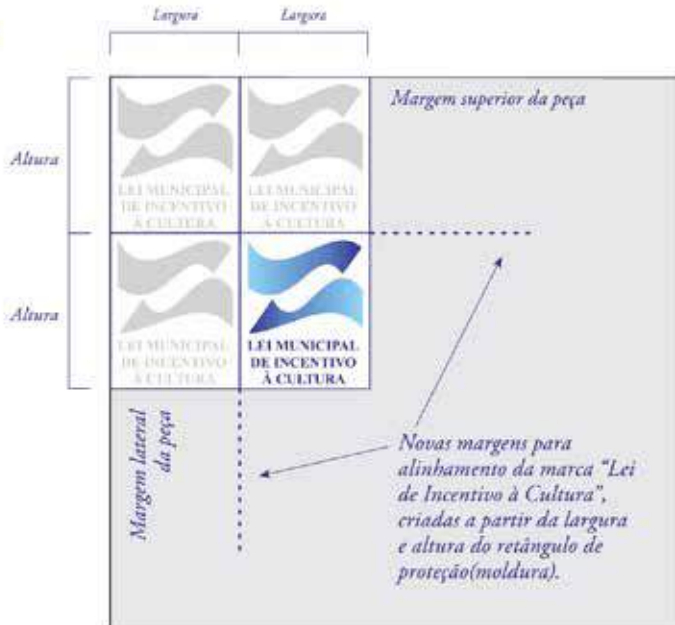 Largura Largura
Margem superior da peça
Altura
LEI MUNICIPAL
DE INCENTIVO
À CULTURA
LEI MUNICIPAL
DE INCENTIVO
À CULTURA
Altura
LEI MUNICIPAL
DE INCENTIVO
À CULTURA
LEI MUNICIPAL
DE INCENTIVO
À CULTURA
Margem lateral
da peça
Novas margens para
alinhamento da marca “Lei
de Incentivo à Cultura”,
criadas a partir da largura
e altura do retângulo de
proteção(moldura).